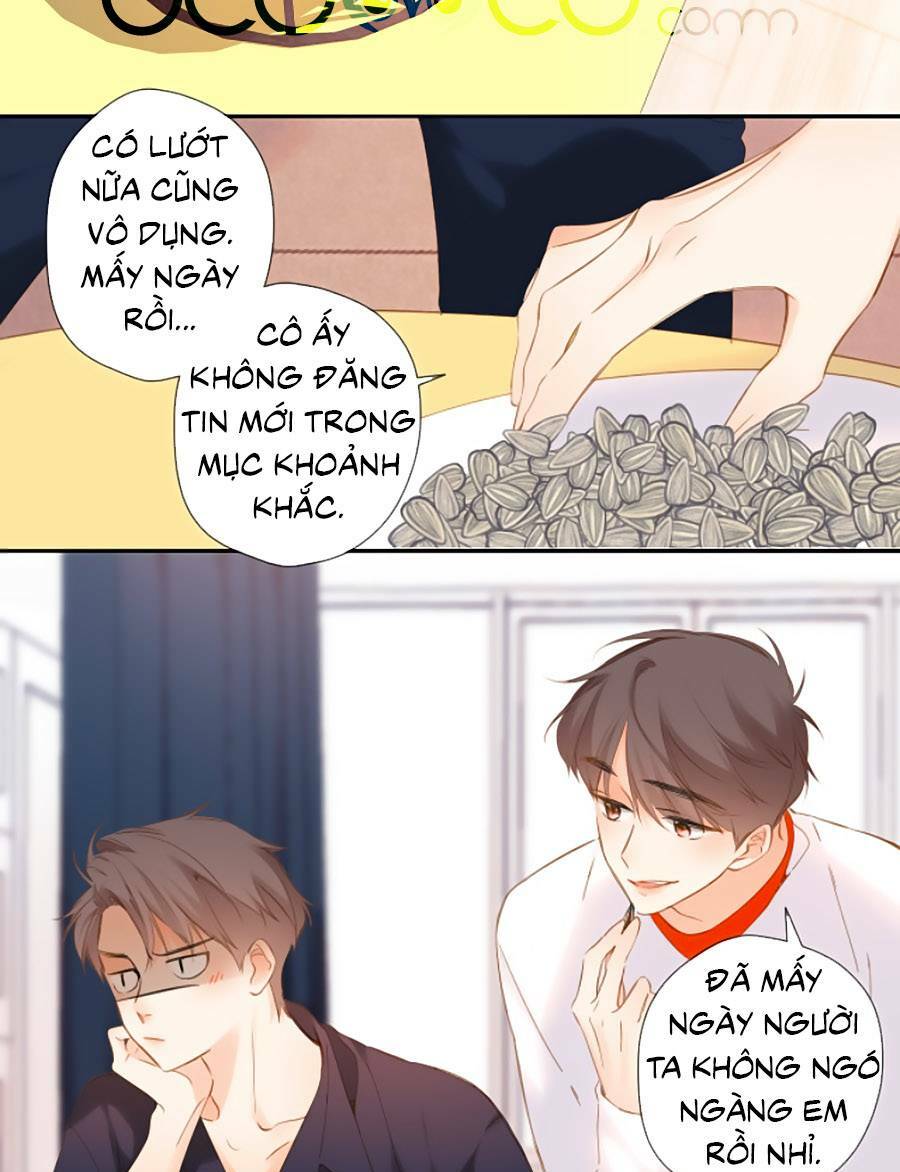 comm
CÓ LƯỚT
NỮA CŨNG
VÔ DỤNG.
MẤY NGÀY
RỒI...
CÔ ẤY
KHÔNG ĐĂNG
TIN MỚI TRONG
MỤC KHOẢNH
KHẮC.
ĐÃ MẤY
NGÀY NGƯỜI
TA KHÔNG NGÓ
NGÀNG EM
RỒI NHỈ.